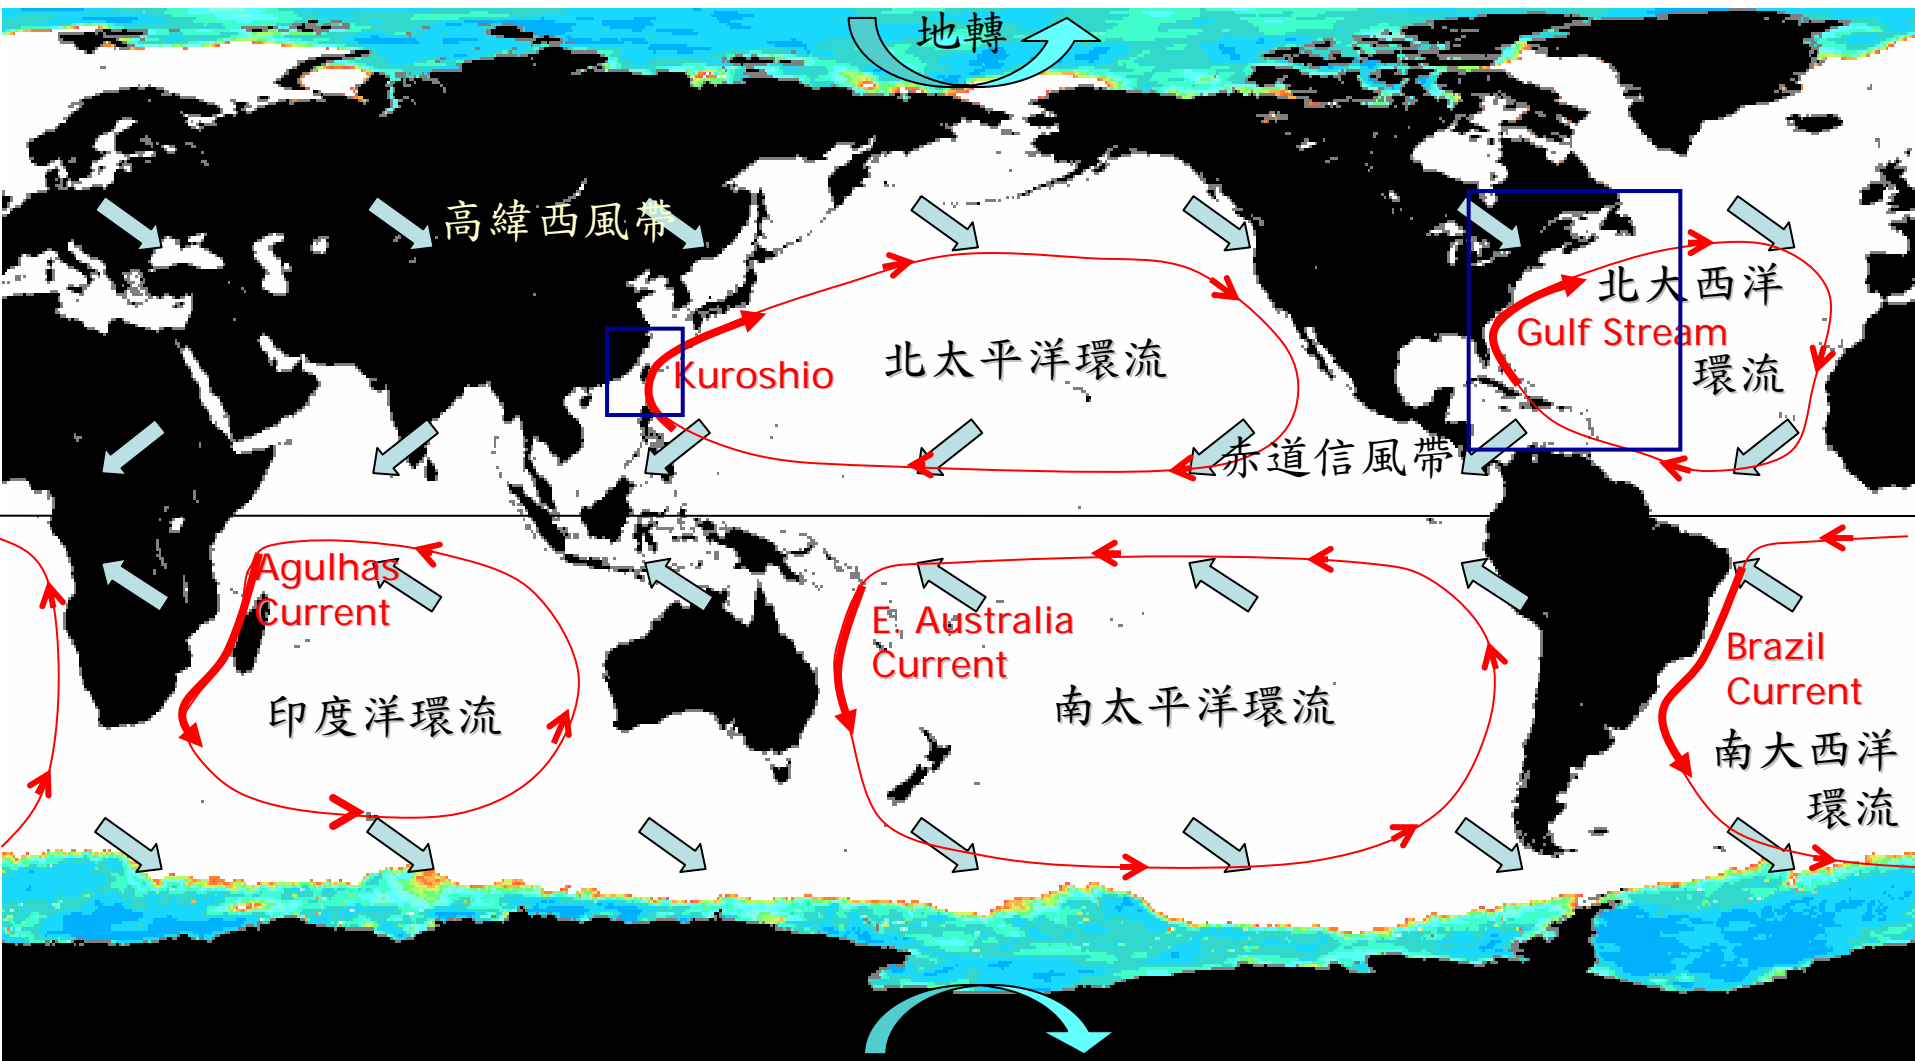 地轉
高緯西風帶
北大西洋
Gulf Stream
環流
Kuroshio
北太平洋環流
赤道信風帶
Agulhas
Current
E. Australia
Current
Brazil
Current
印度洋環流
南太平洋環流
南大西洋
環流